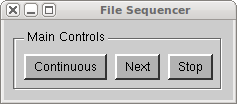 File Sequencer
Main Controls
Continuous Next Stop